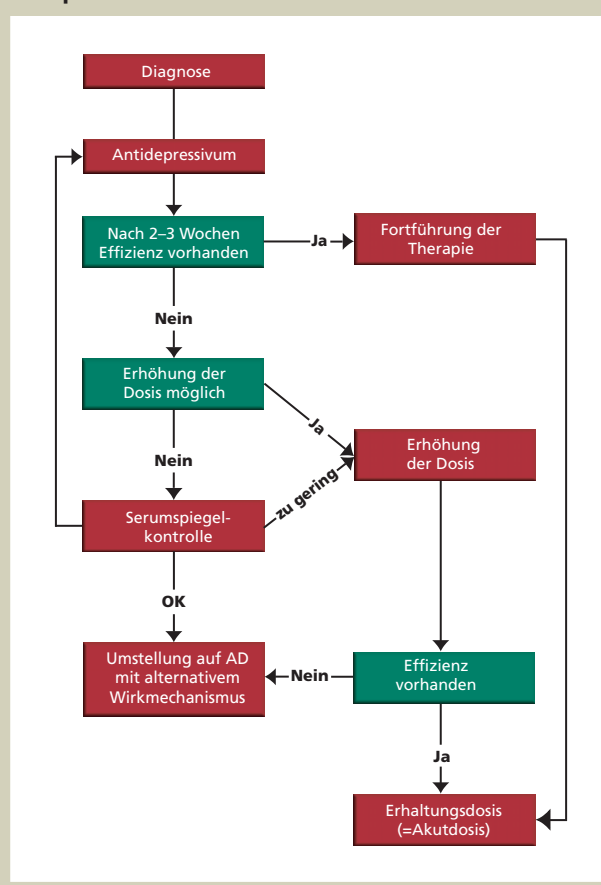 Diagnose
Antidepressivum
Nach 2–3 Wochen
Effizienz vorhanden
Ja
Fortführung der
Therapie
Nein
Erhöhung der
Dosis möglich
Ja
Erhöhung
der Dosis
Nein
zu gering
Serumspiegel-
kontrolle
OK
Umstellung auf AD
mit alternativem
Wirkmechanismus
Nein
Effizienz
vorhanden
Ja
Erhaltungsdosis
(=Akutdosis)